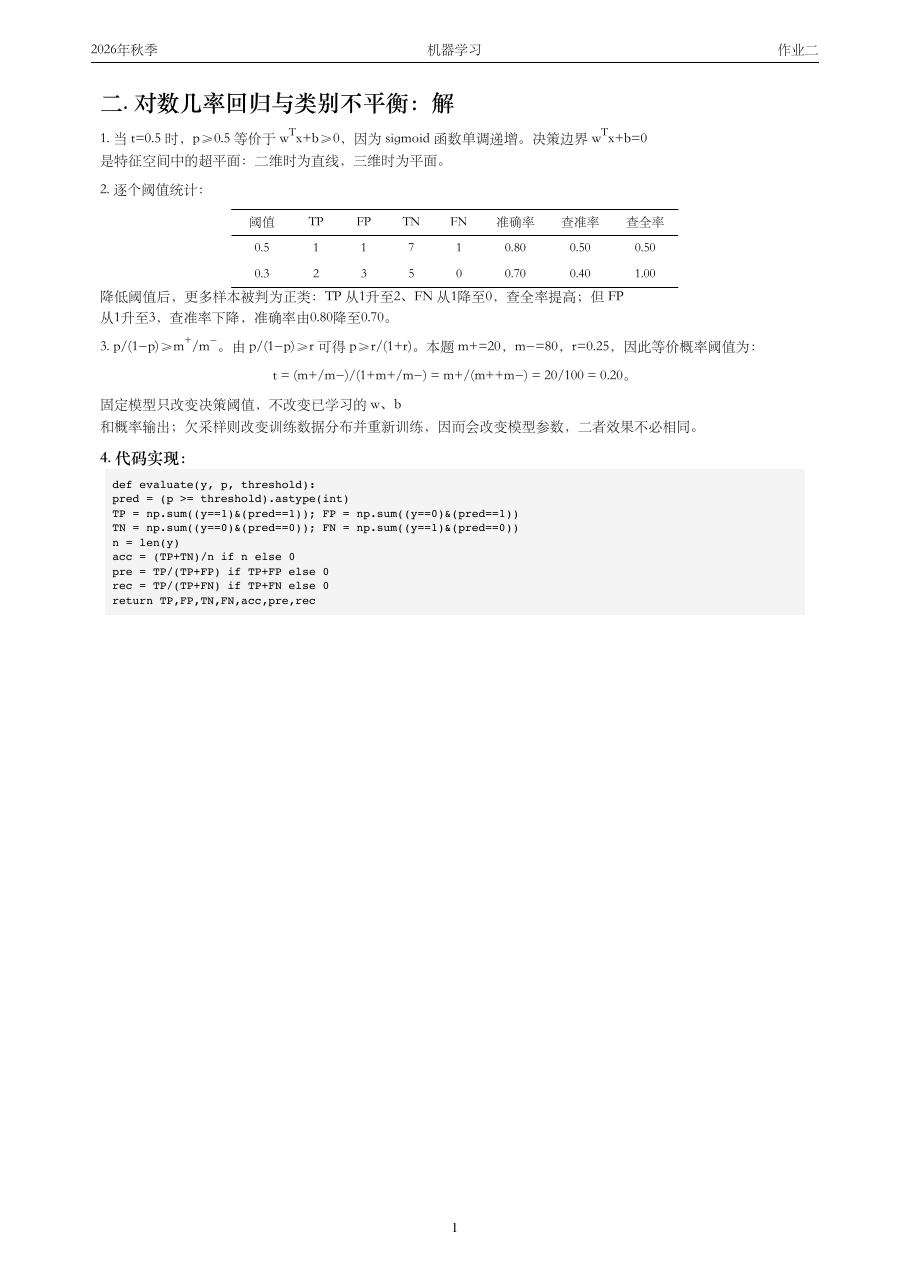 2026年秋季 机器学习 作业二
二. 对数几率回归与类别不平衡：解
1. 当 t=0.5 时，p⩾0.5 等价于 wᵀx+b⩾0，因为 sigmoid 函数单调递增。决策边界 wᵀx+b=0
是特征空间中的超平面：二维时为直线，三维时为平面。
2. 逐个阈值统计：
阈值 TP FP TN FN 准确率 查准率 查全率
0.5 1 1 7 1 0.80 0.50 0.50
0.3 2 3 5 0 0.70 0.40 1.00
降低阈值后，更多样本被判为正类：TP 从1升至2、FN 从1降至0，查全率提高；但 FP
从1升至3，查准率下降，准确率由0.80降至0.70。
3. p/(1−p)⩾m⁺/m⁻。由 p/(1−p)⩾r 可得 p⩾r/(1+r)。本题 m+=20，m−=80，r=0.25，因此等价概率阈值为：
t = (m+/m−)/(1+m+/m−) = m+/(m++m−) = 20/100 = 0.20。
固定模型只改变决策阈值，不改变已学习的 w、b
和概率输出；欠采样则改变训练数据分布并重新训练，因而会改变模型参数，二者效果不必相同。
4. 代码实现：
def evaluate(y, p, threshold):
pred = (p >= threshold).astype(int)
TP = np.sum((y==1)&(pred==1)); FP = np.sum((y==0)&(pred==1))
TN = np.sum((y==0)&(pred==0)); FN = np.sum((y==1)&(pred==0))
n = len(y)
acc = (TP+TN)/n if n else 0
pre = TP/(TP+FP) if TP+FP else 0
rec = TP/(TP+FN) if TP+FN else 0
return TP,FP,TN,FN,acc,pre,rec
1